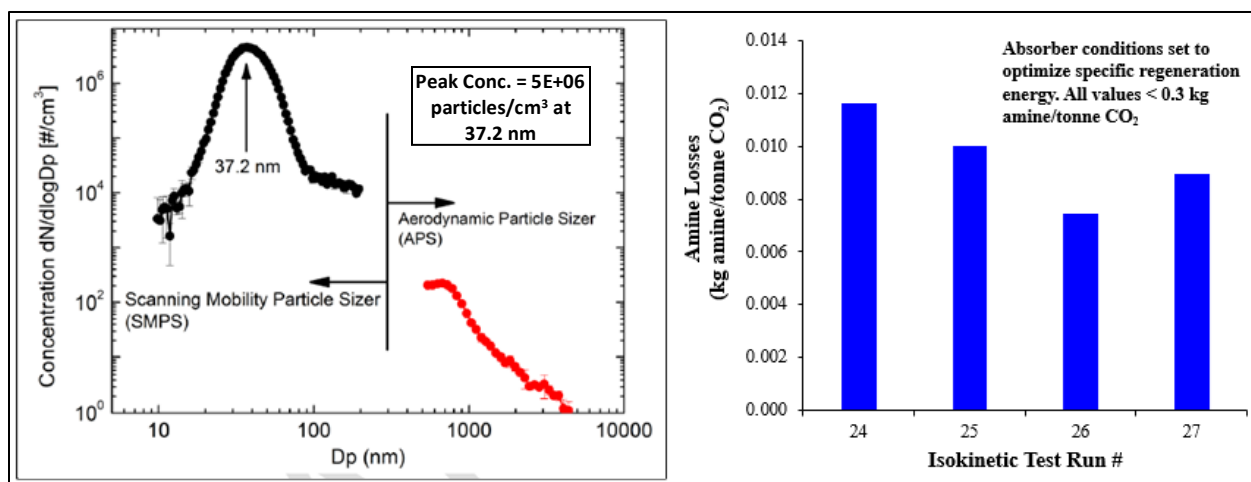 Concentration dN/dlogDp [#/cm³]
10⁶
10⁴
10²
10⁰
37.2 nm
Peak Conc. = 5E+06
particles/cm³ at
37.2 nm
Aerodynamic Particle Sizer
(APS)
Scanning Mobility Particle Sizer
(SMPS)
10
100
1000
10000
Dp (nm)
Amine Losses
(kg amine/tonne CO₂)
0.014
0.012
0.010
0.008
0.006
0.004
0.002
0.000
Absorber conditions set to
optimize specific regeneration
energy. All values < 0.3 kg
amine/tonne CO₂
24
25
26
27
Isokinetic Test Run #